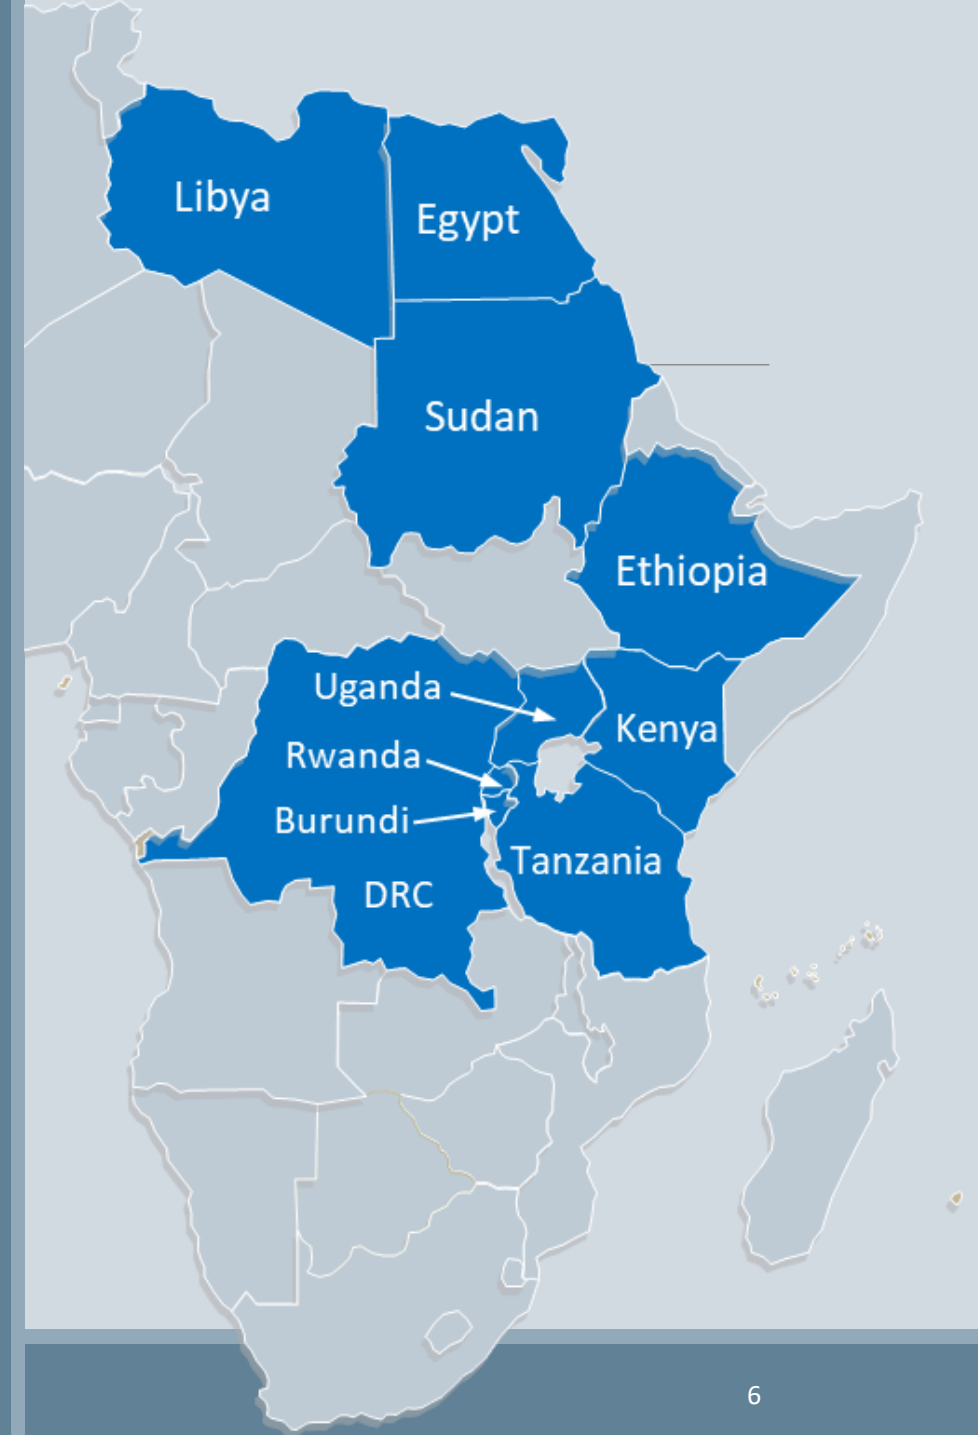 Libya
Egypt
Sudan
Ethiopia
Uganda
Kenya
Rwanda
Burundi
Tanzania
DRC
6